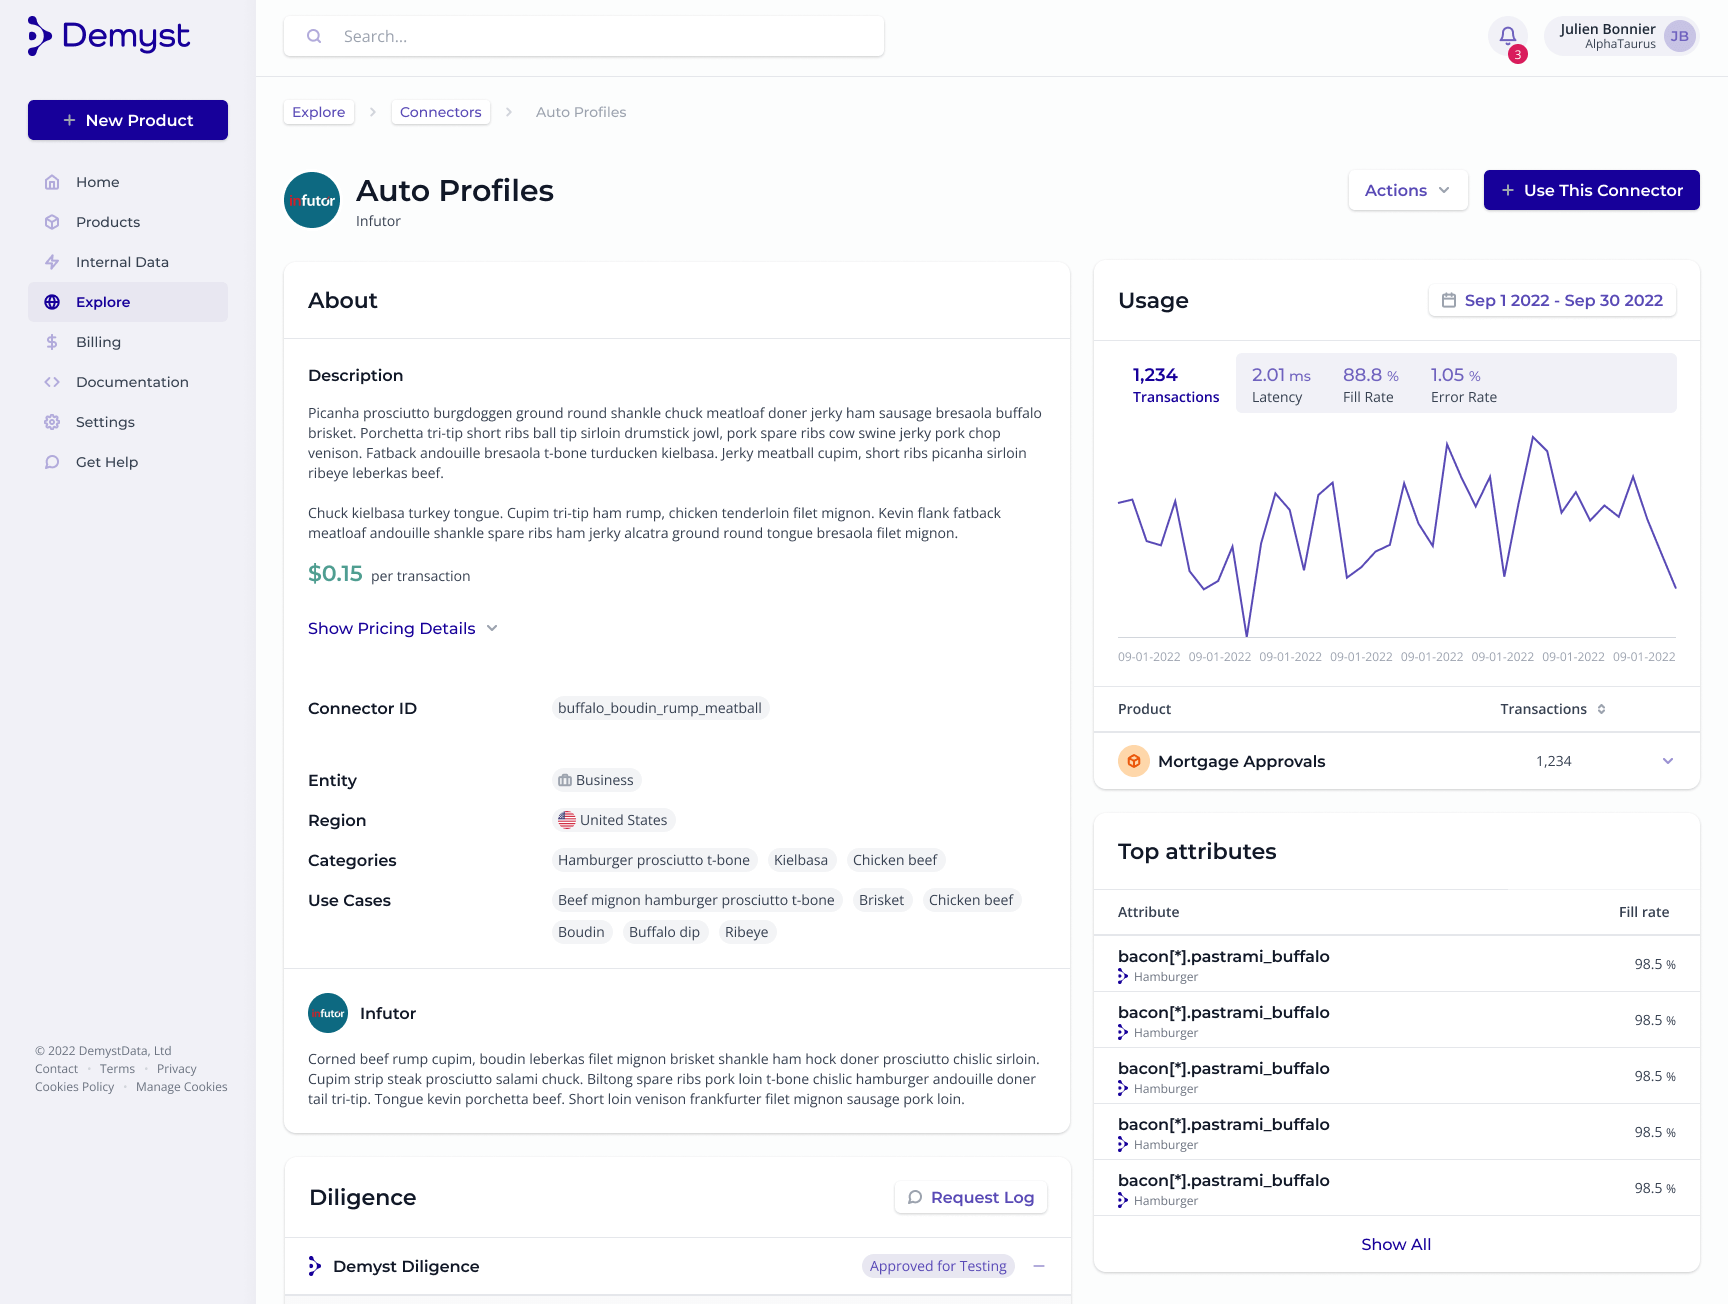 Demyst
Search...
3
Julien Bonnier
AlphaTaurus
JB
New Product
Home
Products
Internal Data
Explore
Billing
Documentation
Settings
Get Help
© 2022 DemystData, Ltd
Contact · Terms · Privacy
Cookies Policy · Manage Cookies
Explore
Connectors
Auto Profiles
infutor
Auto Profiles
Infutor
Actions
Use This Connector
About
Description
Picanha prosciutto burgdoggen ground round shankle chuck meatloaf doner jerky ham sausage bresaola buffalo
brisket. Porchetta tri-tip short ribs ball tip sirloin drumstick jowl, pork spare ribs cow swine jerky pork chop
venison. Fatback andouille bresaola t-bone turducken kielbasa. Jerky meatball cupim, short ribs picanha sirloin
ribeye leberkas beef.
Chuck kielbasa turkey tongue. Cupim tri-tip ham rump, chicken tenderloin filet mignon. Kevin flank fatback
meatloaf andouille shankle spare ribs ham jerky alcatra ground round tongue bresaola filet mignon.
$0.15 per transaction
Show Pricing Details
Connector ID
buffalo_boudin_rump_meatball
Entity
Business
Region
United States
Categories
Hamburger prosciutto t-bone
Kielbasa
Chicken beef
Use Cases
Beef mignon hamburger prosciutto t-bone
Brisket
Chicken beef
Boudin
Buffalo dip
Ribeye
infutor
Infutor
Corned beef rump cupim, boudin leberkas filet mignon brisket shankle ham hock doner prosciutto chislic sirloin.
Cupim strip steak prosciutto salami chuck. Biltong spare ribs pork loin t-bone chislic hamburger andouille doner
tail tri-tip. Tongue kevin porchetta beef. Short loin venison frankfurter filet mignon sausage pork loin.
Diligence
Request Log
Demyst Diligence
Approved for Testing
Usage
Sep 1 2022 - Sep 30 2022
1,234
Transactions
2.01 ms
Latency
88.8 %
Fill Rate
1.05 %
Error Rate
09-01-2022 09-01-2022 09-01-2022 09-01-2022 09-01-2022 09-01-2022 09-01-2022 09-01-2022
Product
Transactions
Mortgage Approvals
1,234
Top attributes
Attribute
Fill rate
bacon[*].pastrami_buffalo
Hamburger
98.5 %
bacon[*].pastrami_buffalo
Hamburger
98.5 %
bacon[*].pastrami_buffalo
Hamburger
98.5 %
bacon[*].pastrami_buffalo
Hamburger
98.5 %
bacon[*].pastrami_buffalo
Hamburger
98.5 %
Show All